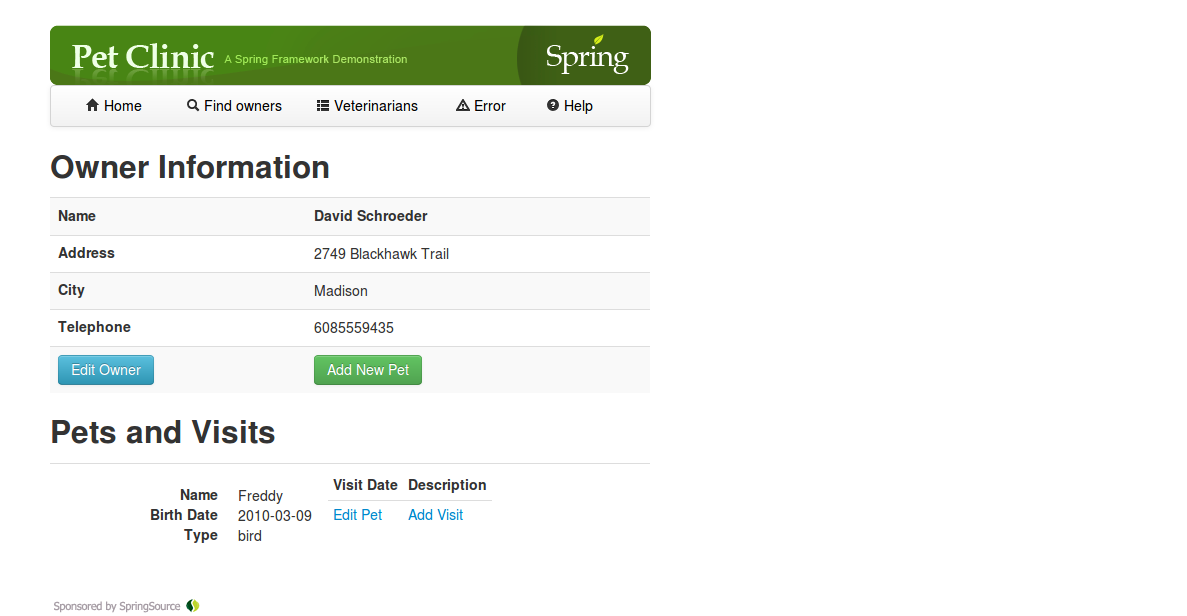 Pet Clinic A Spring Framework Demonstration Spring
Home Find owners Veterinarians Error Help
Owner Information
Name David Schroeder
Address 2749 Blackhawk Trail
City Madison
Telephone 6085559435
Edit Owner Add New Pet
Pets and Visits
Visit Date Description
Name Freddy
Birth Date 2010-03-09 Edit Pet Add Visit
Type bird
Sponsored by SpringSource